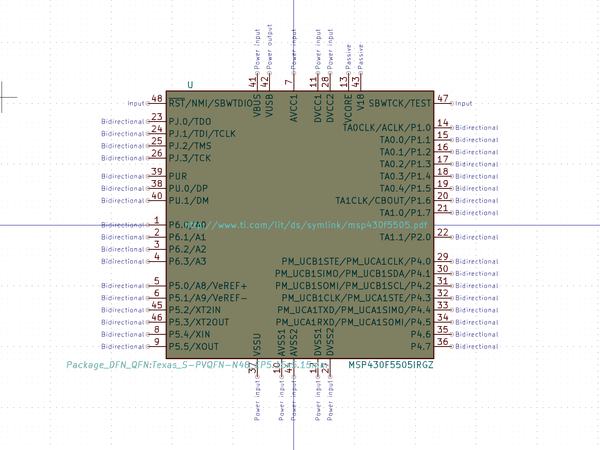 Power input
Power output
Power input
Power input
Power input
Passive
Passive
U
41 42 7 11 28 13 43
VBUS
VUSB
AVCC1
DVCC1
DVCC2
VCORE
V18
Input 48 RST/NMI/SBWTDIO
SBWTCK/TEST 47 Input
Bidirectional 23 PJ.0/TDO
TA0CLK/ACLK/P1.0 14 Bidirectional
Bidirectional 24 PJ.1/TDI/TCLK
TA0.0/P1.1 15 Bidirectional
Bidirectional 25 PJ.2/TMS
TA0.1/P1.2 16 Bidirectional
Bidirectional 26 PJ.3/TCK
TA0.2/P1.3 17 Bidirectional
Bidirectional 39 PUR
TA0.3/P1.4 18 Bidirectional
Bidirectional 38 PU.0/DP
TA0.4/P1.5 19 Bidirectional
Bidirectional 40 PU.1/DM
TA1CLK/CBOUT/P1.6 20 Bidirectional
TA1.0/P1.7 21 Bidirectional
Bidirectional 1 P6.0/A0
http://www.ti.com/lit/ds/symlink/msp430f5505.pdf
Bidirectional 2 P6.1/A1
TA1.1/P2.0 22 Bidirectional
Bidirectional 3 P6.2/A2
Bidirectional 4 P6.3/A3
PM_UCB1STE/PM_UCA1CLK/P4.0 29 Bidirectional
PM_UCB1SIMO/PM_UCB1SDA/P4.1 30 Bidirectional
Bidirectional 5 P5.0/A8/VeREF+
PM_UCB1SOMI/PM_UCB1SCL/P4.2 31 Bidirectional
Bidirectional 6 P5.1/A9/VeREF-
PM_UCB1CLK/PM_UCA1STE/P4.3 32 Bidirectional
Bidirectional 45 P5.2/XT2IN
PM_UCA1TXD/PM_UCA1SIMO/P4.4 33 Bidirectional
Bidirectional 46 P5.3/XT2OUT
PM_UCA1RXD/PM_UCA1SOMI/P4.5 34 Bidirectional
Bidirectional 8 P5.4/XIN
P4.6 35 Bidirectional
Bidirectional 9 P5.5/XOUT
P4.7 36 Bidirectional
VSSU
AVSS1
AVSS2
DVSS1
DVSS2
Package_DFN_QFN:Texas_S-PVQFN-N48
MSP430F5505IRGZ
37 10 44 12 27
Power input
Power input
Power input
Power input
Power input